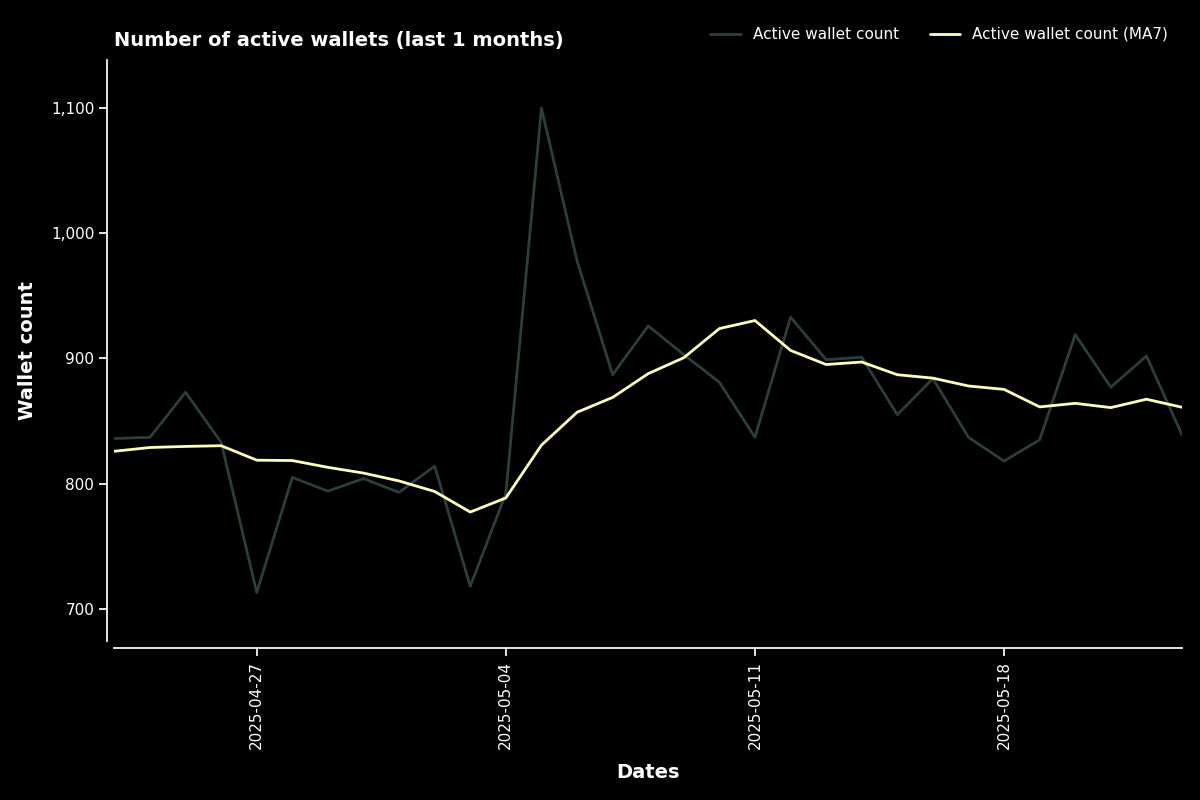 Number of active wallets (last 1 months)
Active wallet count
Active wallet count (MA7)
Wallet count
1,100
1,000
900
800
700
2025-04-27
2025-05-04
2025-05-11
2025-05-18
Dates